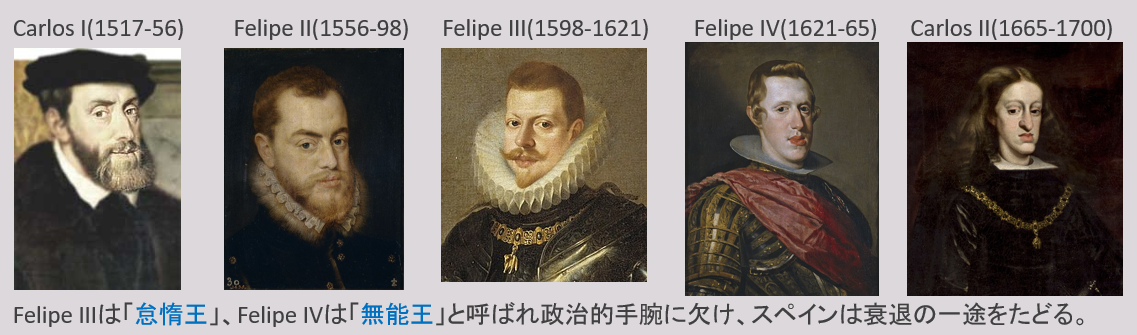 Carlos I(1517-56)
Felipe II(1556-98)
Felipe III(1598-1621)
Felipe IV(1621-65)
Carlos II(1665-1700)
Felipe IIIは「怠惰王」、Felipe IVは「無能王」と呼ばれ政治的手腕に欠け、スペインは衰退の一途をたどる。